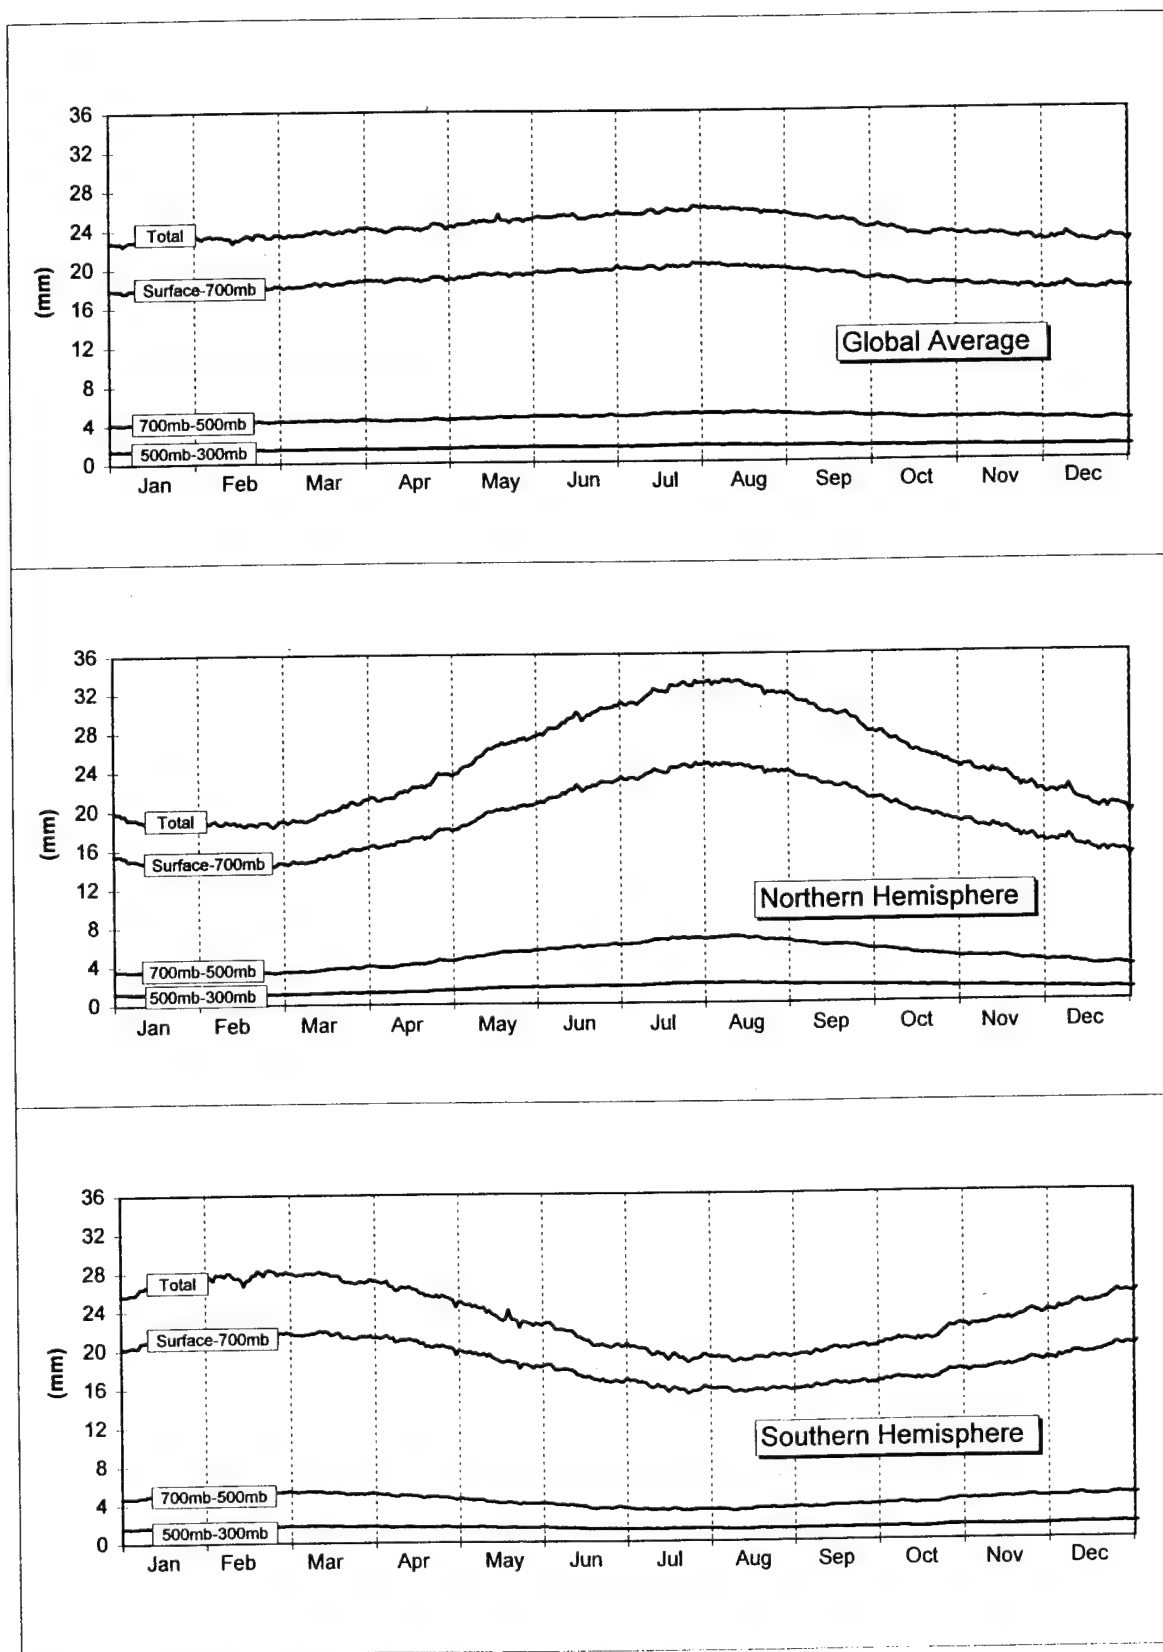 36
32
28
24
20
16
12
8
4
0
(mm)
Total
Surface-700mb
700mb-500mb
500mb-300mb
Global Average
Jan Feb Mar Apr May Jun Jul Aug Sep Oct Nov Dec
36
32
28
24
20
16
12
8
4
0
(mm)
Total
Surface-700mb
700mb-500mb
500mb-300mb
Northern Hemisphere
Jan Feb Mar Apr May Jun Jul Aug Sep Oct Nov Dec
36
32
28
24
20
16
12
8
4
0
(mm)
Total
Surface-700mb
700mb-500mb
500mb-300mb
Southern Hemisphere
Jan Feb Mar Apr May Jun Jul Aug Sep Oct Nov Dec